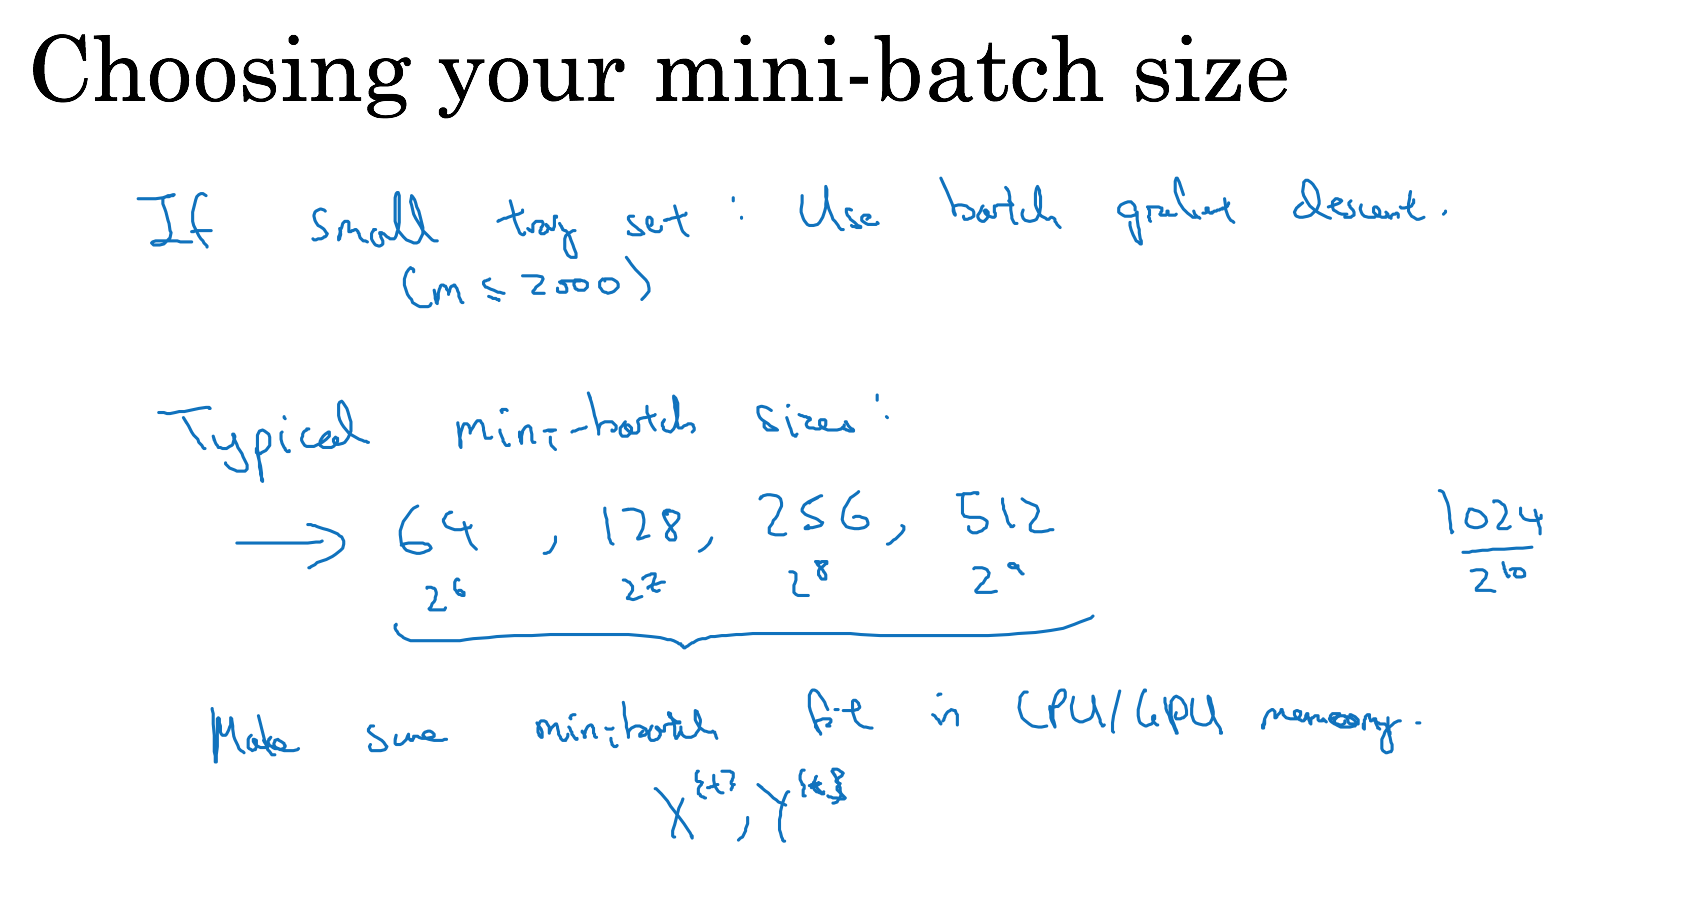 Choosing your mini-batch size
If small tray set : Use batch gradient descent.
(m ≤ 2000)
Typical mini-batch sizes :
→ 64 , 128, 256, 512 1024
2^6 2^7 2^8 2^9 2^10
Make sure mini-batch fit in CPU/GPU memory.
X^{t}, Y^{t}